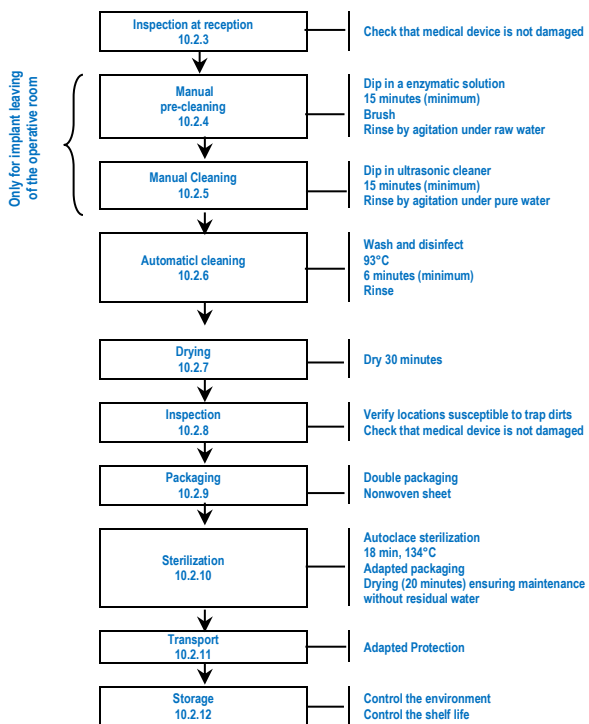 Inspection at reception
10.2.3
Check that medical device is not damaged
Only for implant leaving
of the operative room
Manual
pre-cleaning
10.2.4
Dip in a enzymatic solution
15 minutes (minimum)
Brush
Rinse by agitation under raw water
Manual Cleaning
10.2.5
Dip in ultrasonic cleaner
15 minutes (minimum)
Rinse by agitation under pure water
Automaticl cleaning
10.2.6
Wash and disinfect
93°C
6 minutes (minimum)
Rinse
Drying
10.2.7
Dry 30 minutes
Inspection
10.2.8
Verify locations susceptible to trap dirts
Check that medical device is not damaged
Packaging
10.2.9
Double packaging
Nonwoven sheet
Sterilization
10.2.10
Autoclace sterilization
18 min, 134°C
Adapted packaging
Drying (20 minutes) ensuring maintenance
without residual water
Transport
10.2.11
Adapted Protection
Storage
10.2.12
Control the environment
Control the shelf life